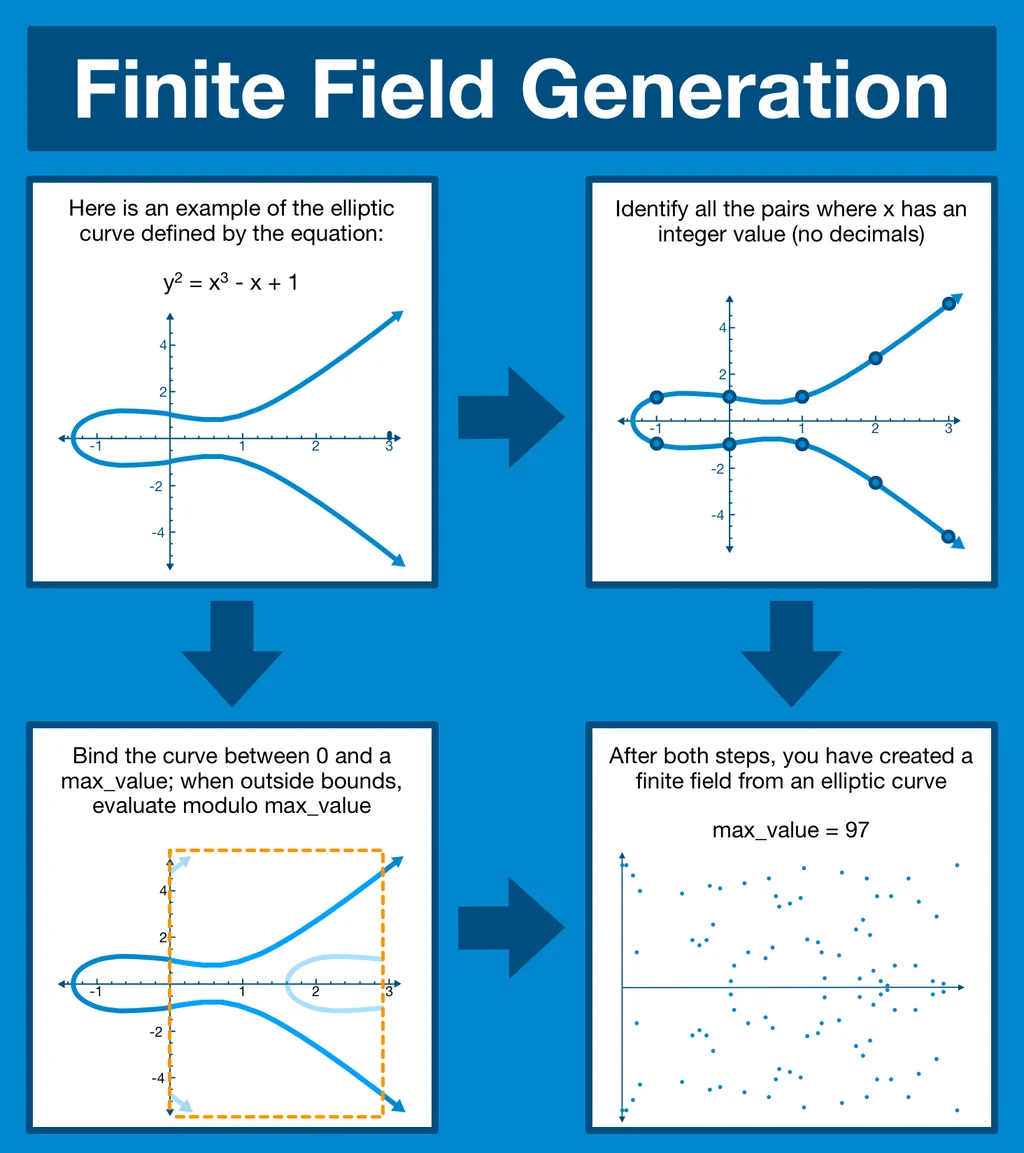 Finite Field Generation
Here is an example of the elliptic
curve defined by the equation:
y² = x³ - x + 1
4
2
-1
1
2
3
-2
-4
Identify all the pairs where x has an
integer value (no decimals)
4
2
-1
1
2
3
-2
-4
Bind the curve between 0 and a
max_value; when outside bounds,
evaluate modulo max_value
4
2
-1
1
2
3
-2
-4
After both steps, you have created a
finite field from an elliptic curve
max_value = 97